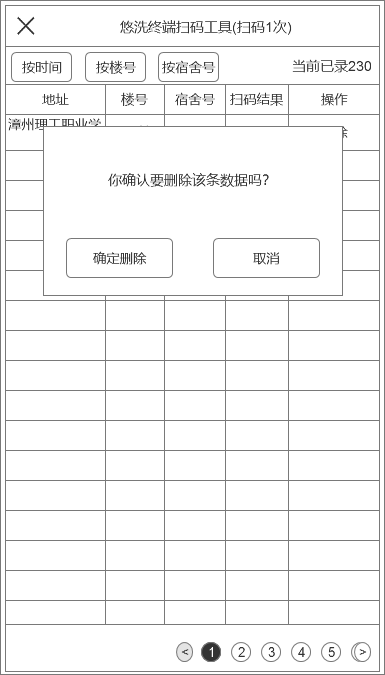 悠洗终端扫码工具(扫码1次)
按时间 按楼号 按宿舍号 当前已录230
地址 楼号 宿舍号 扫码结果 操作
漳州理工职业学
你确认要删除该条数据吗?
确定删除 取消
< 1 2 3 4 5 >